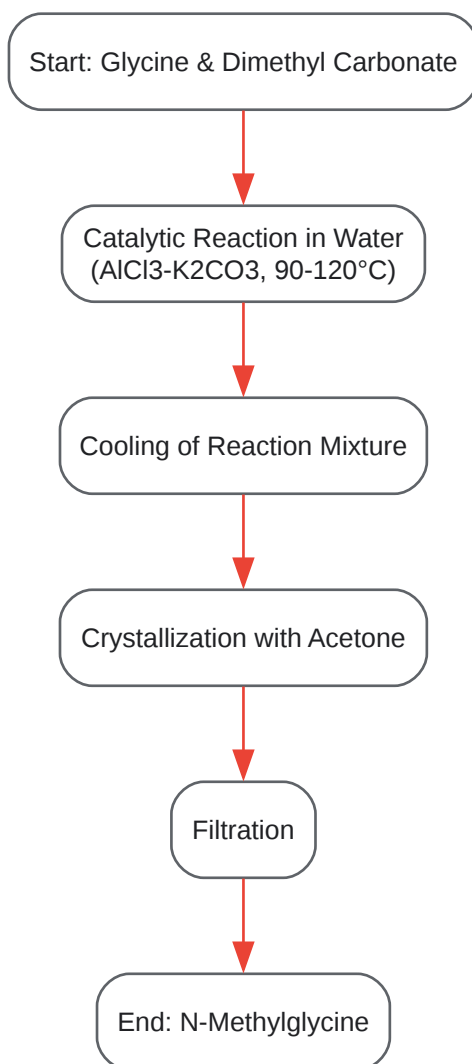 Start: Glycine & Dimethyl Carbonate
Catalytic Reaction in Water
(AlCl3-K2CO3, 90-120°C)
Cooling of Reaction Mixture
Crystallization with Acetone
Filtration
End: N-Methylglycine